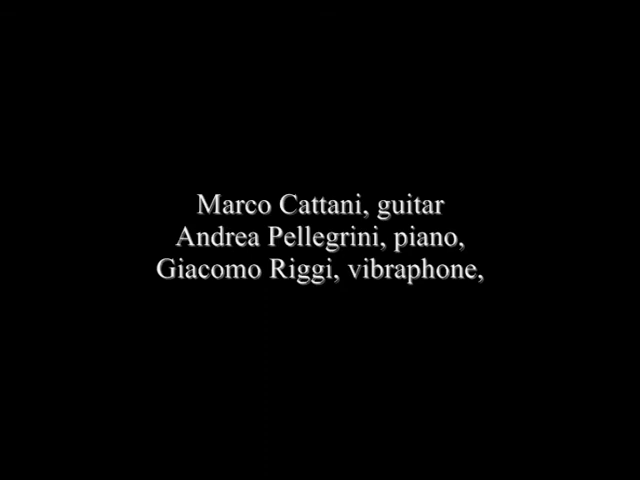 Marco Cattani, guitar
Andrea Pellegrini, piano,
Giacomo Riggi, vibraphone,